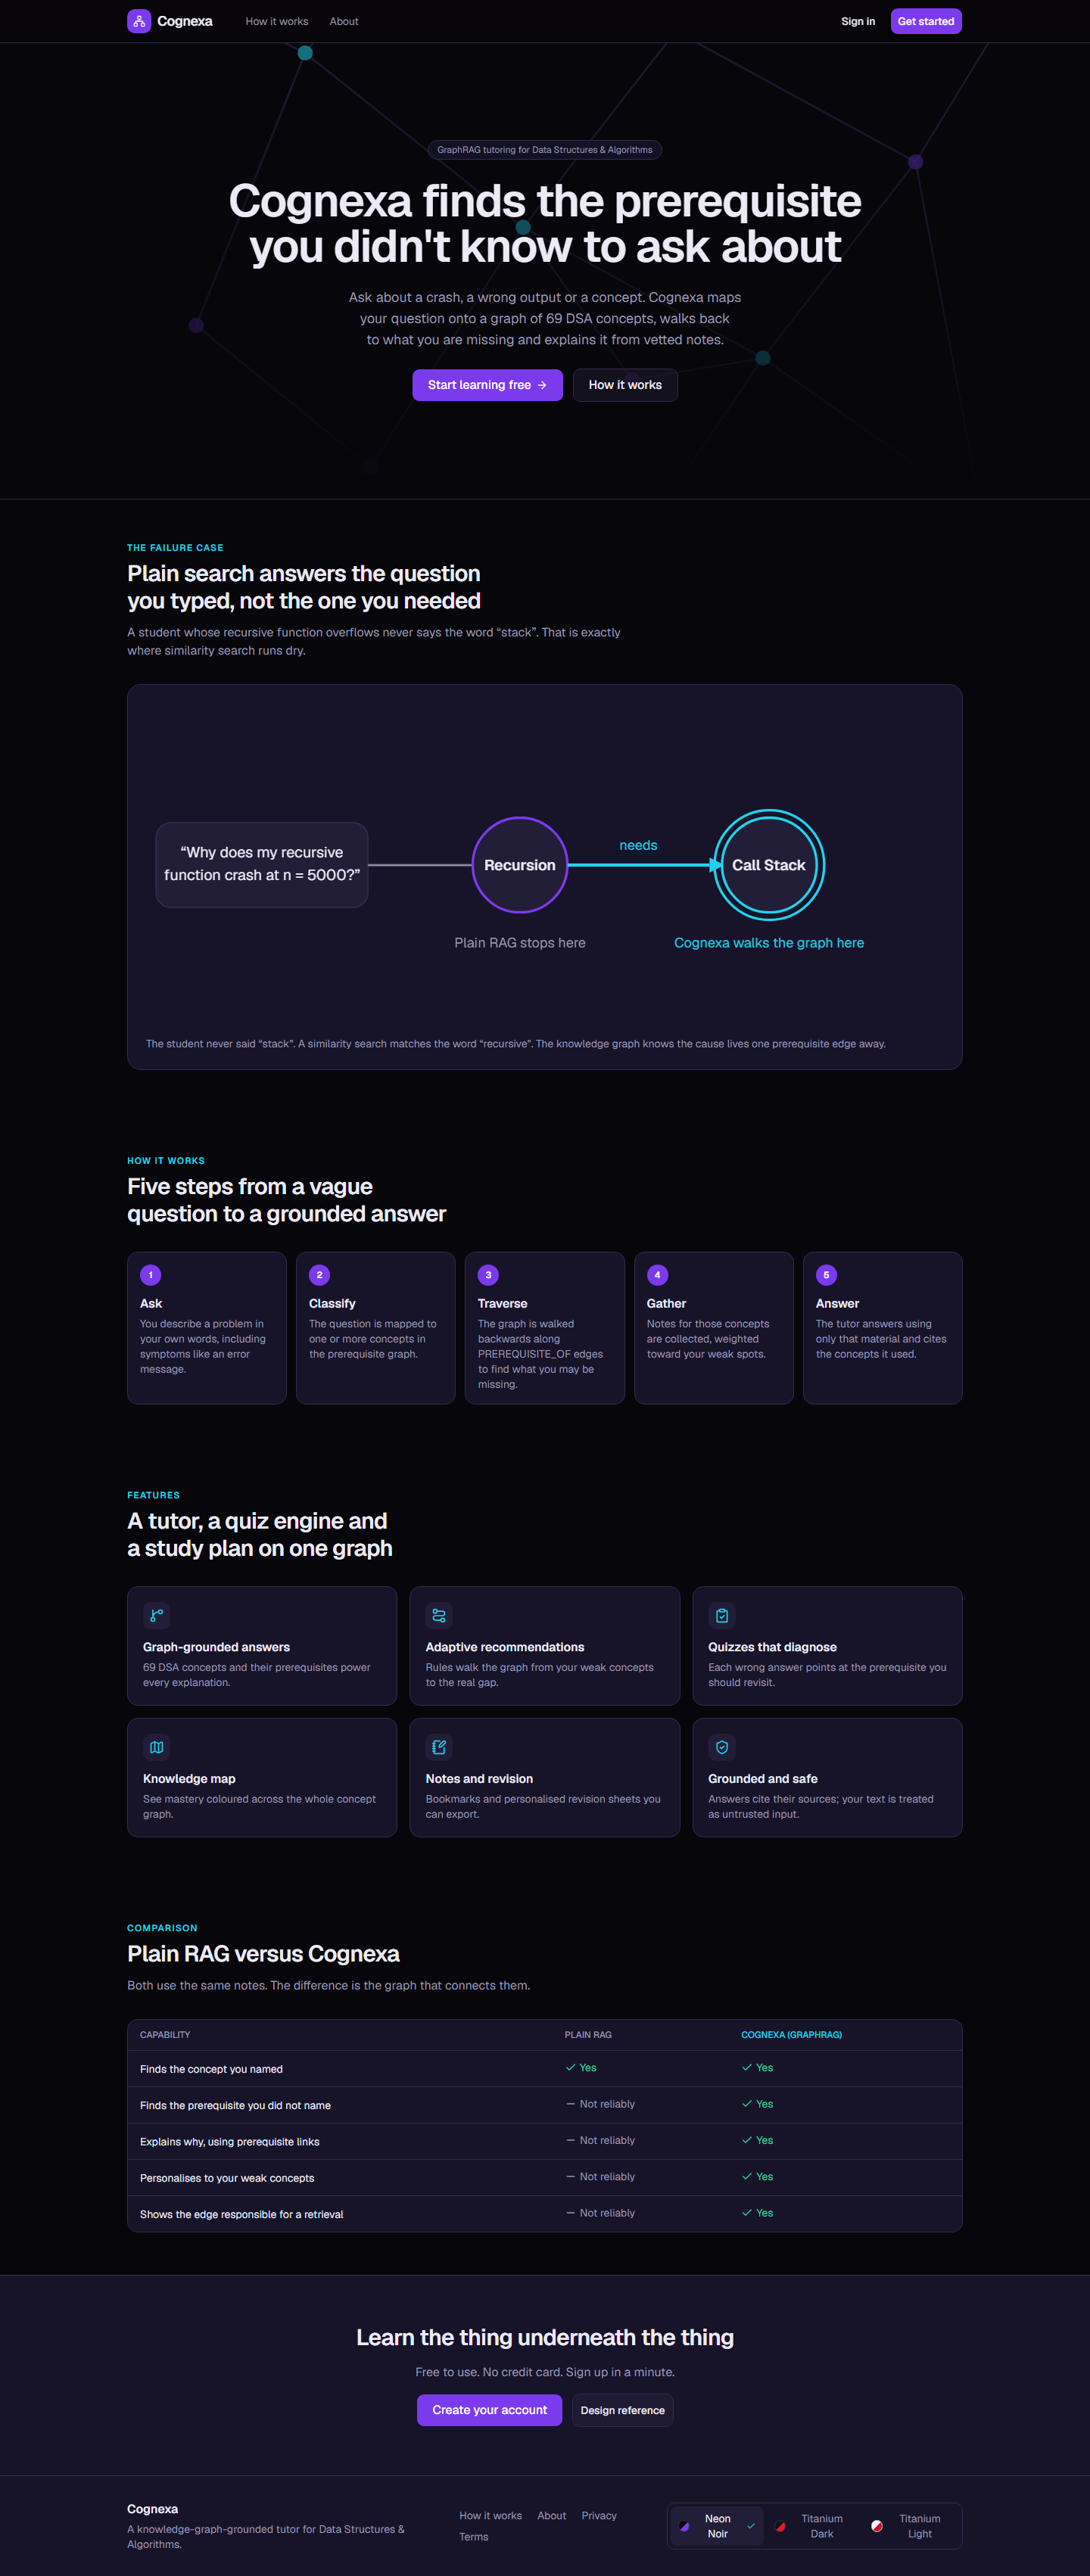 Cognexa
How it works
About
Sign in
Get started
GraphRAG tutoring for Data Structures & Algorithms
Cognexa finds the prerequisite
you didn't know to ask about
Ask about a crash, a wrong output or a concept. Cognexa maps
your question onto a graph of 69 DSA concepts, walks back
to what you are missing and explains it from vetted notes.
Start learning free →
How it works
THE FAILURE CASE
Plain search answers the question
you typed, not the one you needed
A student whose recursive function overflows never says the word “stack”. That is exactly
where similarity search runs dry.
“Why does my recursive
function crash at n = 5000?”
Recursion
needs
Call Stack
Plain RAG stops here
Cognexa walks the graph here
The student never said “stack”. A similarity search matches the word “recursive”. The knowledge graph knows the cause lives one prerequisite edge away.
HOW IT WORKS
Five steps from a vague
question to a grounded answer
1
Ask
You describe a problem in
your own words, including
symptoms like an error
message.
2
Classify
The question is mapped to
one or more concepts in
the prerequisite graph.
3
Traverse
The graph is walked
backwards along
PREREQUISITE_OF edges
to find what you may be
missing.
4
Gather
Notes for those concepts
are collected, weighted
toward your weak spots.
5
Answer
The tutor answers using
only that material and cites
the concepts it used.
FEATURES
A tutor, a quiz engine and
a study plan on one graph
Graph-grounded answers
69 DSA concepts and their prerequisites power
every explanation.
Adaptive recommendations
Rules walk the graph from your weak concepts
to the real gap.
Quizzes that diagnose
Each wrong answer points at the prerequisite you
should revisit.
Knowledge map
See mastery coloured across the whole concept
graph.
Notes and revision
Bookmarks and personalised revision sheets you
can export.
Grounded and safe
Answers cite their sources; your text is treated
as untrusted input.
COMPARISON
Plain RAG versus Cognexa
Both use the same notes. The difference is the graph that connects them.
CAPABILITY PLAIN RAG COGNEXA (GRAPHRAG)
Finds the concept you named Yes Yes
Finds the prerequisite you did not name Not reliably Yes
Explains why, using prerequisite links Not reliably Yes
Personalises to your weak concepts Not reliably Yes
Shows the edge responsible for a retrieval Not reliably Yes
Learn the thing underneath the thing
Free to use. No credit card. Sign up in a minute.
Create your account
Design reference
Cognexa
A knowledge-graph-grounded tutor for Data Structures &
Algorithms.
How it works About Privacy
Terms
Neon
Noir
Titanium
Dark
Titanium
Light